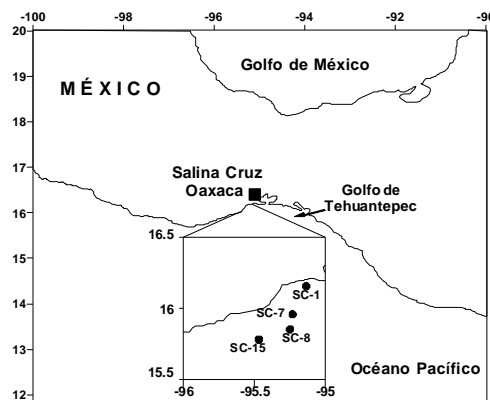 -100
-98
-96
-94
-92
-90
20
19
18
17
16
15
14
13
12
Golfo de México
MÉXICO
Salina Cruz
Oaxaca
Golfo de
Tehuantepec
16.5
16
15.5
SC-1
SC-7
SC-8
SC-15
-96
-95.5
-95
Océano Pacífico